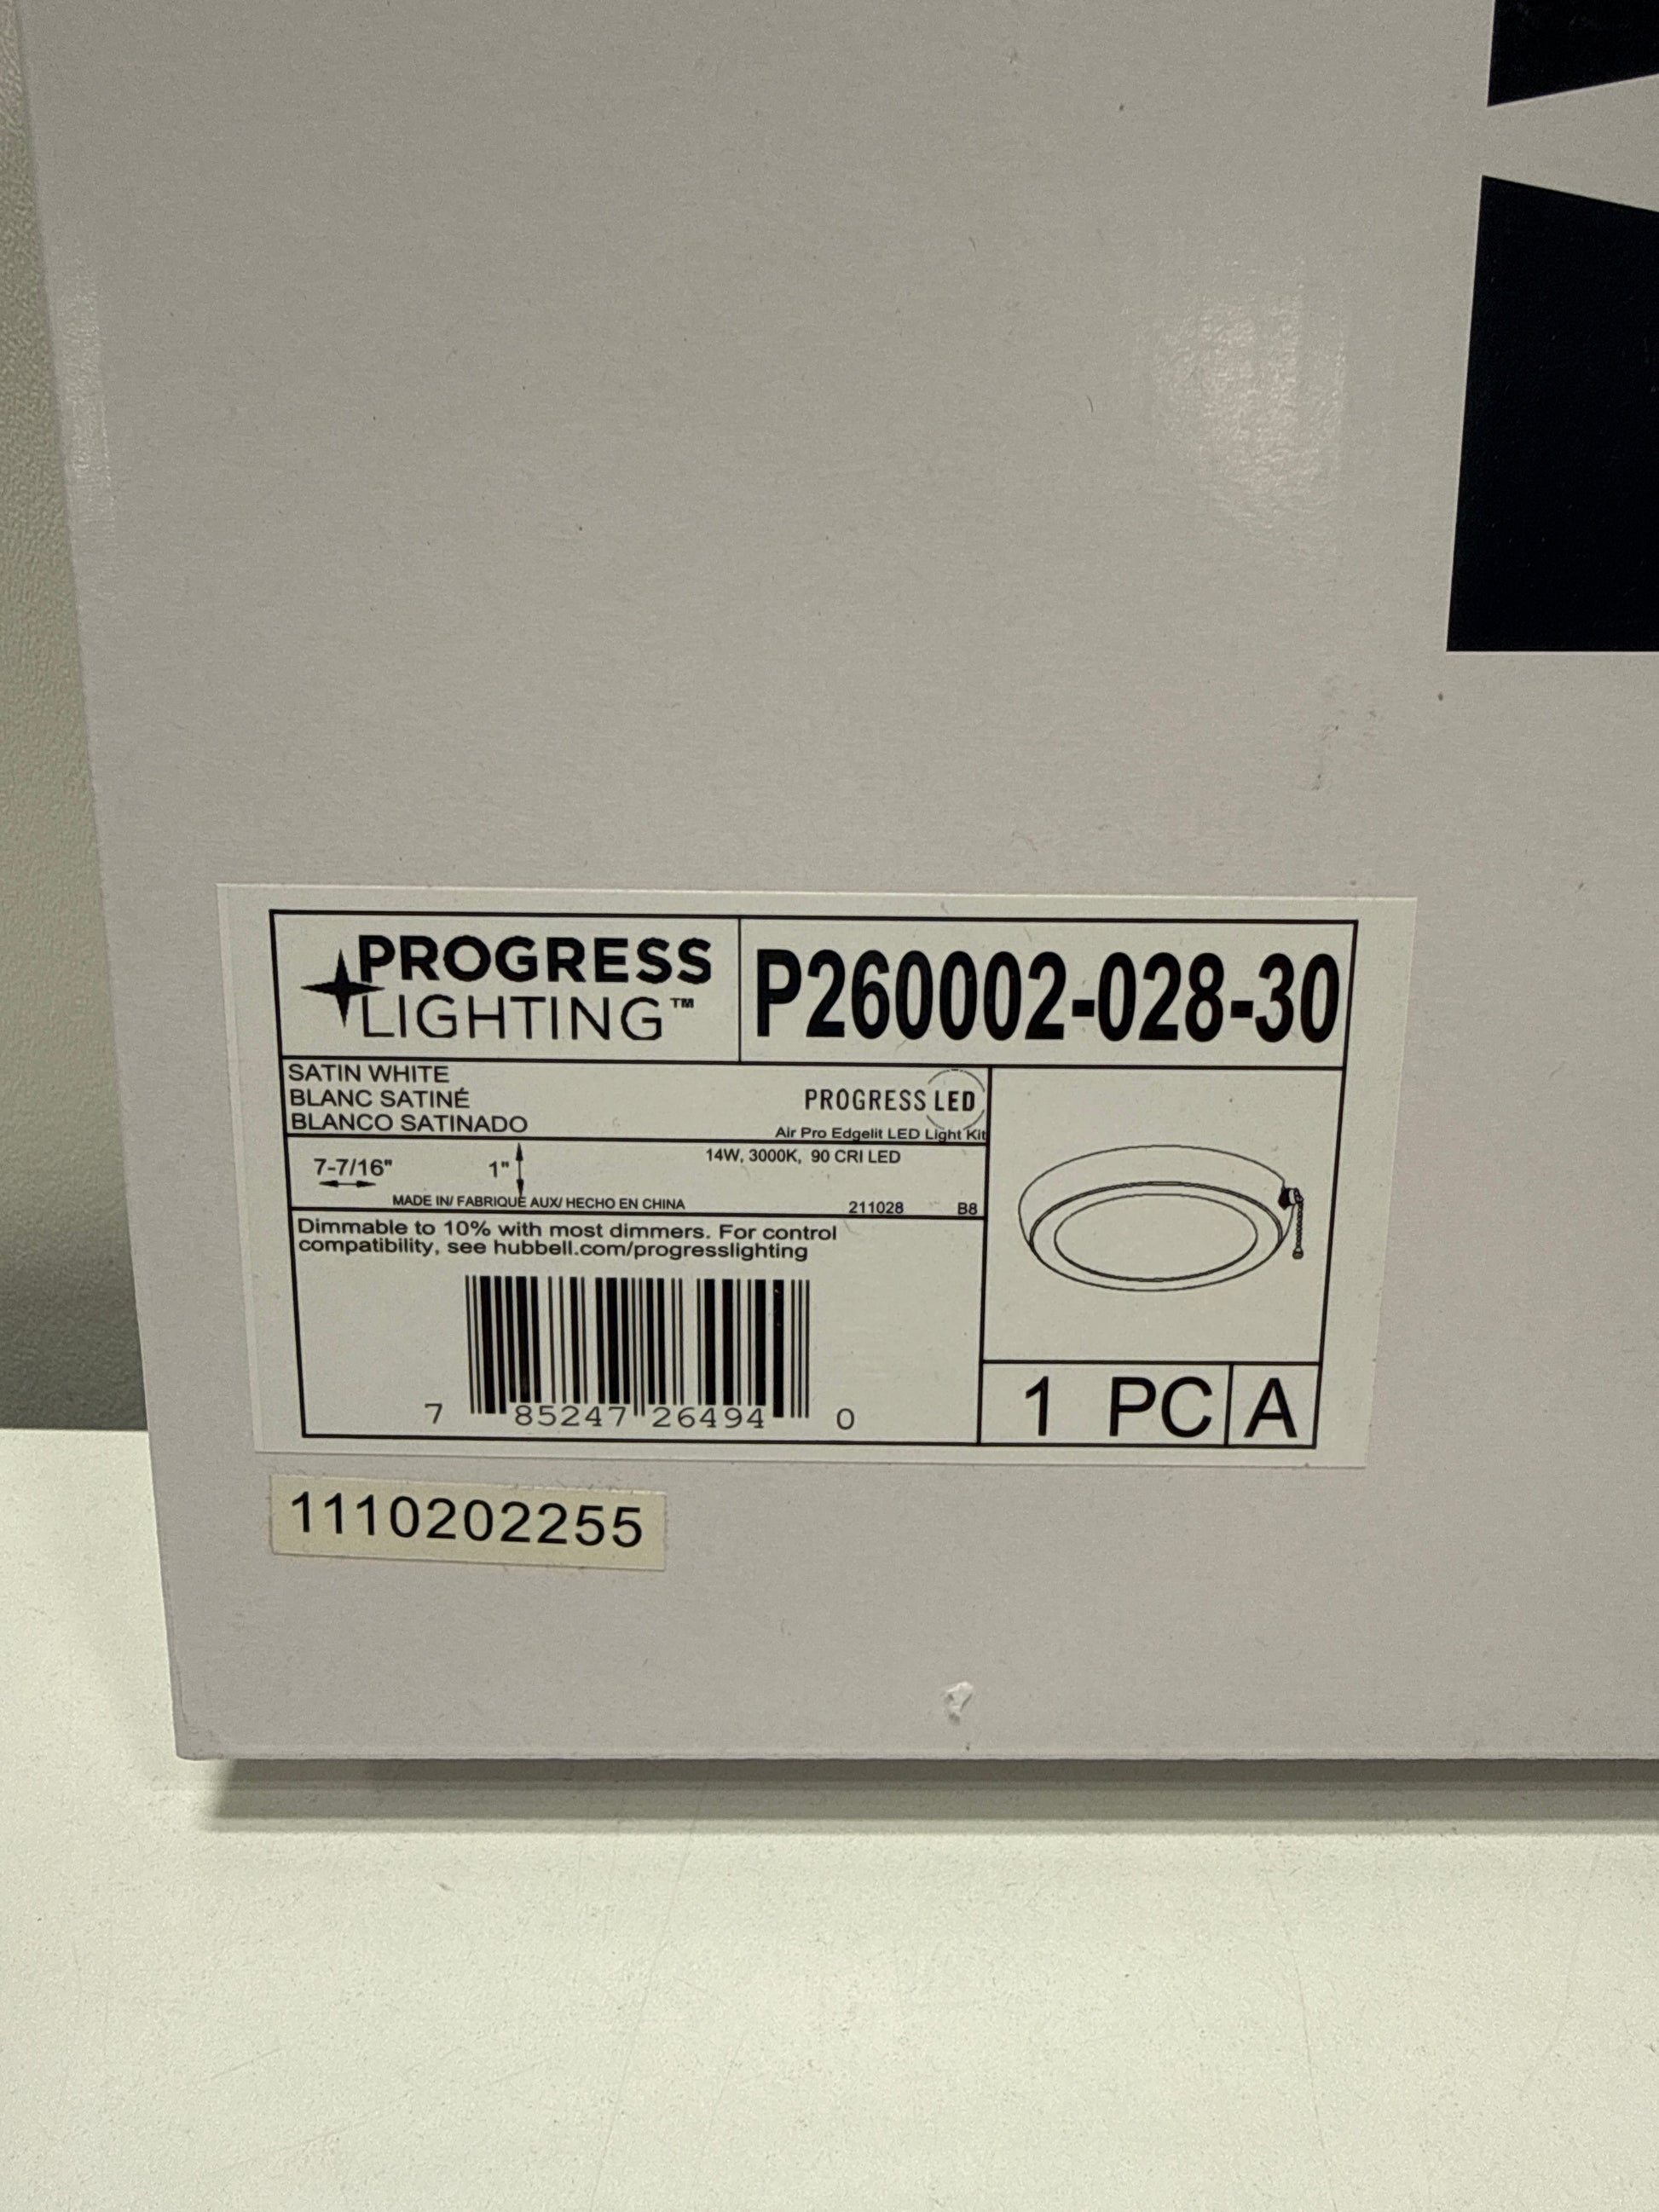 PROGRESS
LIGHTING™
P260002-028-30
SATIN WHITE
BLANC SATINÉ
BLANCO SATINADO
PROGRESS LED
Air Pro Edgelit LED Light Kit
7-7/16"
1"
14W, 3000K, 90 CRI LED
MADE IN/ FABRIQUE AUX/ HECHO EN CHINA
211028
B8
Dimmable to 10% with most dimmers. For control
compatibility, see hubbell.com/progresslighting
7 85247 26494 0
1 PC
A
1110202255